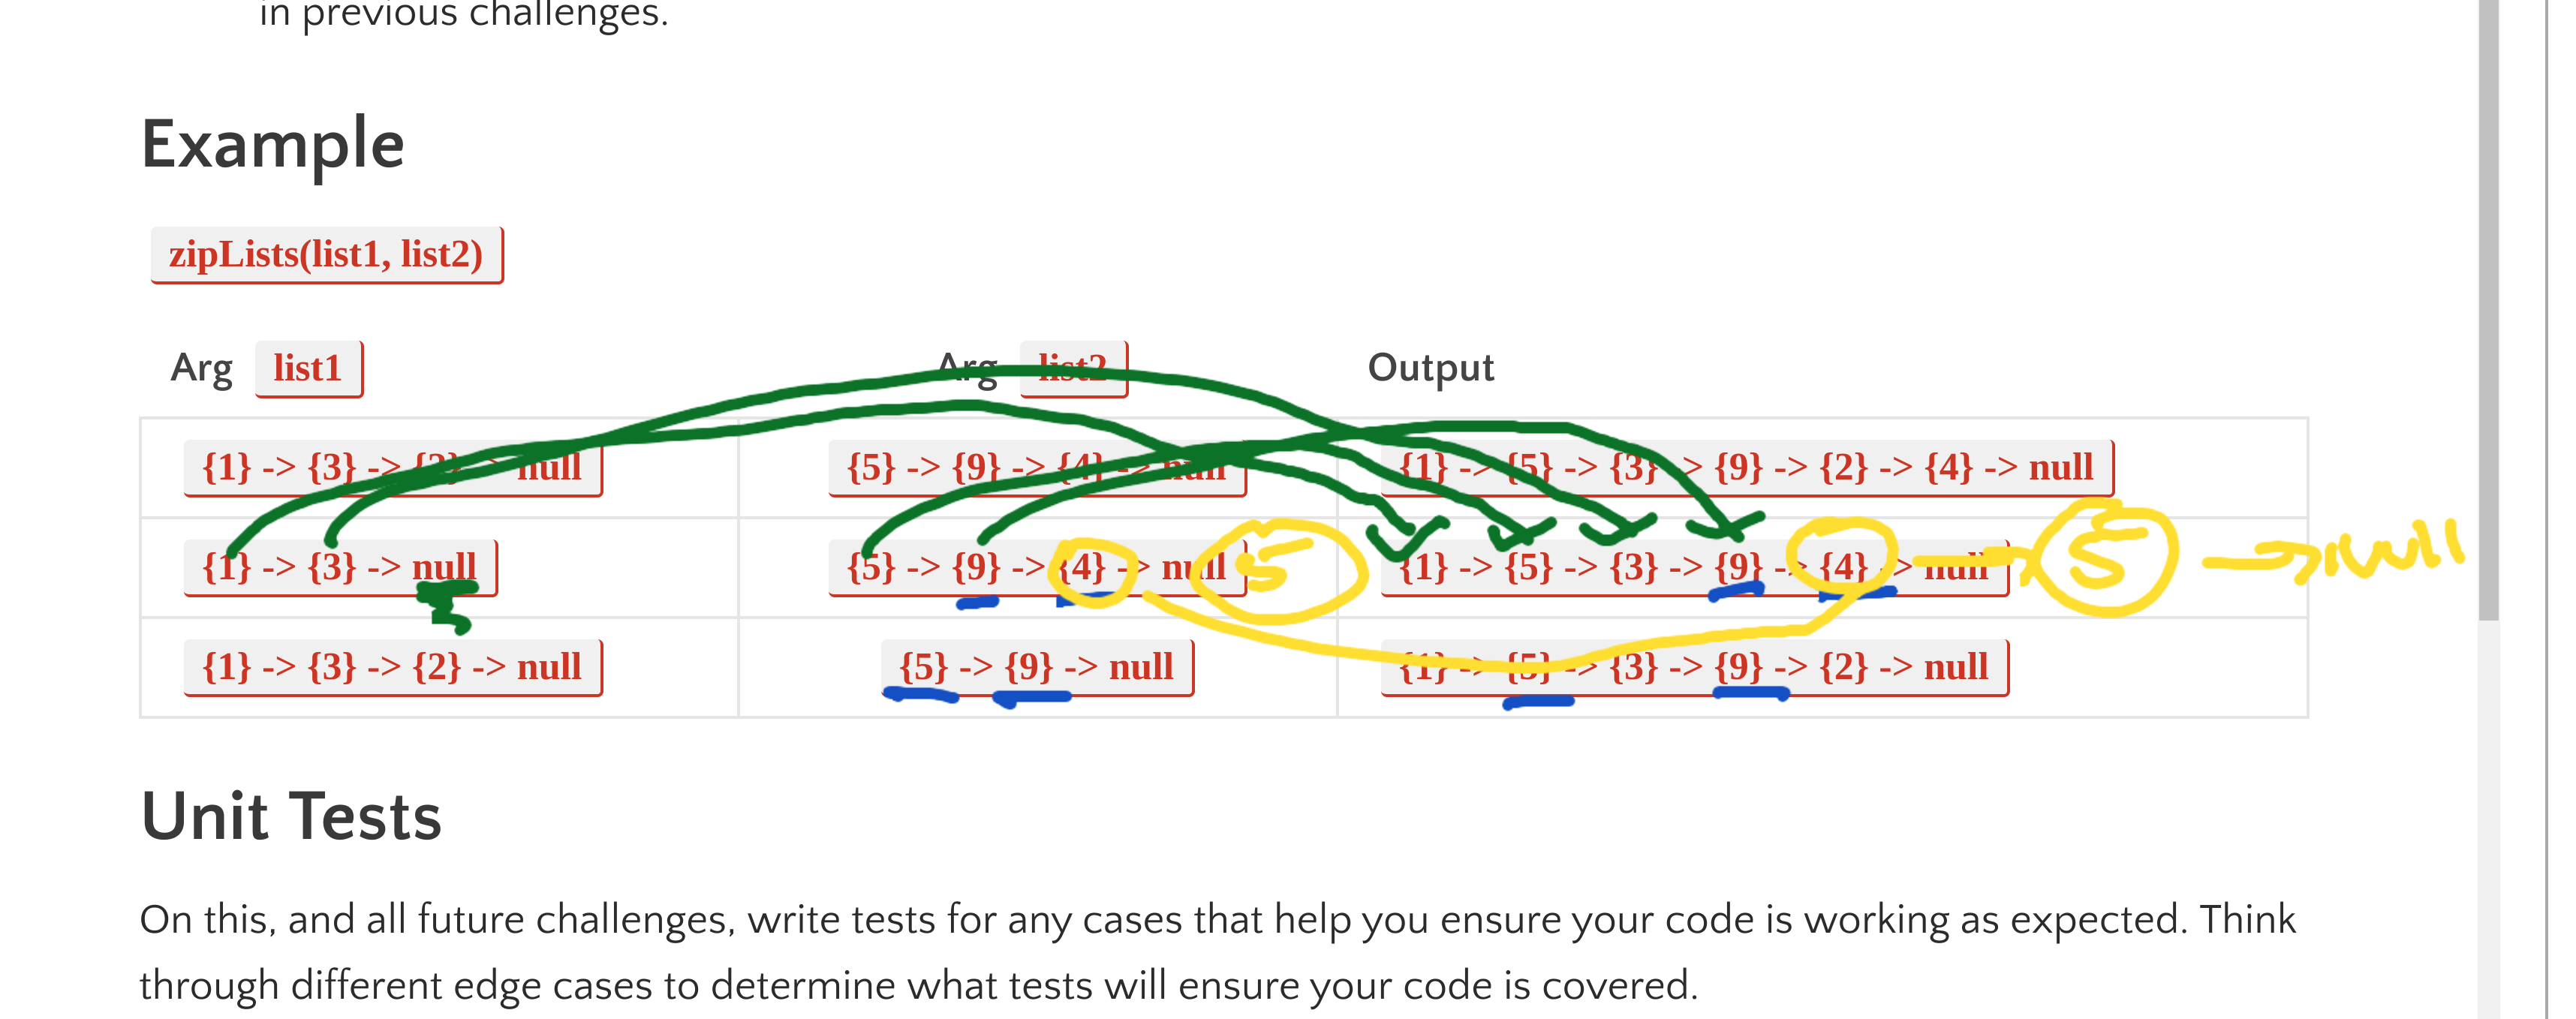 in previous challenges.
Example
zipLists(list1, list2)
Arg list1 Arg list2 Output
{1} -> {3} -> {2} -> null {5} -> {9} -> {4} -> null {1} -> {5} -> {3} -> {9} -> {2} -> {4} -> null
{1} -> {3} -> null {5} -> {9} -> {4} -> null 5 {1} -> {5} -> {3} -> {9} -> {4} -> null 5 -> null
{1} -> {3} -> {2} -> null {5} -> {9} -> null {1} -> {5} -> {3} -> {9} -> {2} -> null
Unit Tests
On this, and all future challenges, write tests for any cases that help you ensure your code is working as expected. Think
through different edge cases to determine what tests will ensure your code is covered.